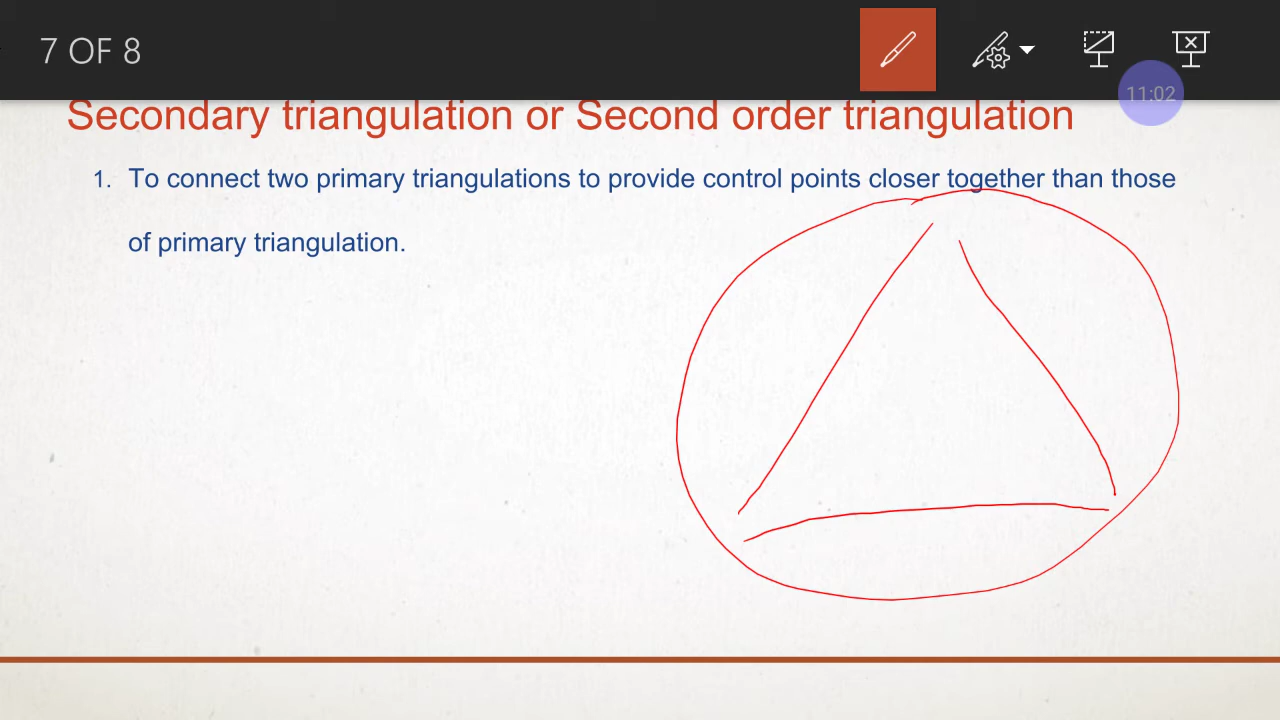 7 OF 8
11:02
Secondary triangulation or Second order triangulation
1. To connect two primary triangulations to provide control points closer together than those
of primary triangulation.